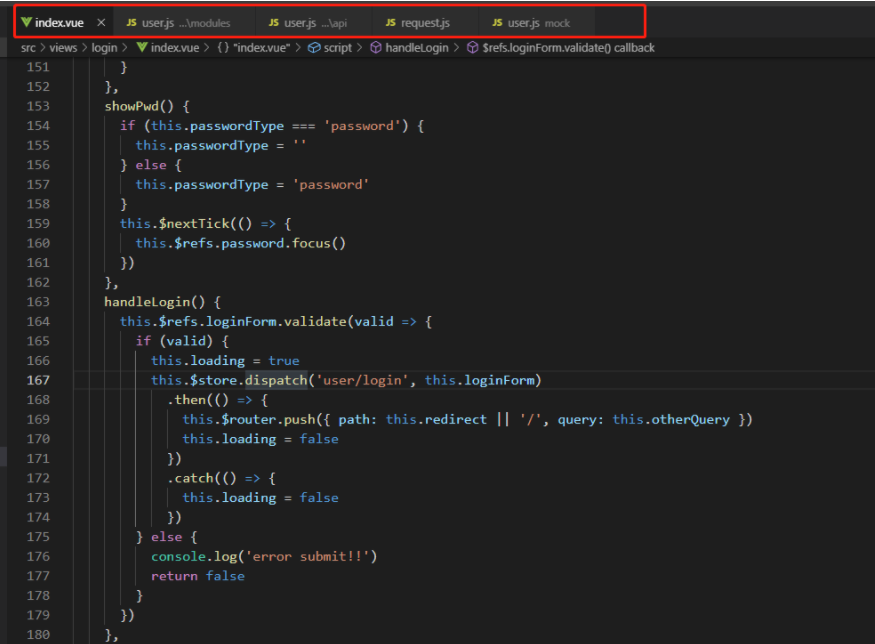 index.vue × JS user.js ...\modules JS user.js ...\api JS request.js JS user.js mock
src > views > login > index.vue > {} "index.vue" > script > handleLogin > $refs.loginForm.validate() callback
151 }
152 },
153 showPwd() {
154 if (this.passwordType === 'password') {
155 this.passwordType = ''
156 } else {
157 this.passwordType = 'password'
158 }
159 this.$nextTick(() => {
160 this.$refs.password.focus()
161 })
162 },
163 handleLogin() {
164 this.$refs.loginForm.validate(valid => {
165 if (valid) {
166 this.loading = true
167 this.$store.dispatch('user/login', this.loginForm)
168 .then(() => {
169 this.$router.push({ path: this.redirect || '/', query: this.otherQuery })
170 this.loading = false
171 })
172 .catch(() => {
173 this.loading = false
174 })
175 } else {
176 console.log('error submit!!')
177 return false
178 }
179 })
180 },